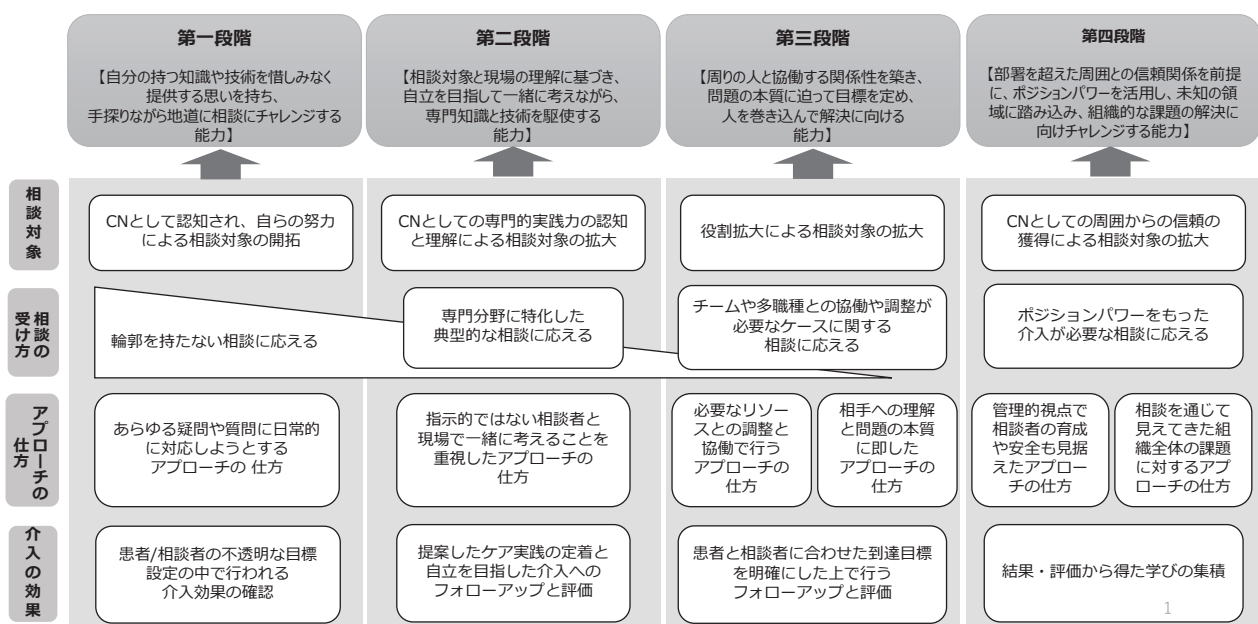 第一段階
【自分の持つ知識や技術を惜しみなく
提供する思いを持ち、
手探りながら地道に相談にチャレンジする
能力】
第二段階
【相談対象と現場の理解に基づき、
自立を目指して一緒に考えながら、
専門知識と技術を駆使する
能力】
第三段階
【周りの人と協働する関係性を築き、
問題の本質に迫って目標を定め、
人を巻き込んで解決に向ける
能力】
第四段階
【部署を超えた周囲との信頼関係を前提
に、ポジションパワーを活用し、未知の領
域に踏み込み、組織的な課題の解決に
向けチャレンジする能力】
相談対象
CNとして認知され、自らの努力
による相談対象の開拓
CNとしての専門的実践力の認知
と理解による相談対象の拡大
役割拡大による相談対象の拡大
CNとしての周囲からの信頼の
獲得による相談対象の拡大
相談の
受け方
輪郭を持たない相談に応える
専門分野に特化した
典型的な相談に応える
チームや多職種との協働や調整が
必要なケースに関する
相談に応える
ポジションパワーをもった
介入が必要な相談に応える
アプローチの
仕方
あらゆる疑問や質問に日常的
に対応しようとする
アプローチの 仕方
指示的ではない相談者と
現場で一緒に考えることを
重視したアプローチの
仕方
必要なリソー
スとの調整と
協働で行う
アプローチの
仕方
相手への理解
と問題の本質
に即した
アプローチの
仕方
管理的視点で
相談者の育成
や安全も見据
えたアプロー
チの仕方
相談を通じて
見えてきた組
織全体の課題
に対するアプ
ローチの仕方
介入の効果
患者/相談者の不透明な目標
設定の中で行われる
介入効果の確認
提案したケア実践の定着と
自立を目指した介入への
フォローアップと評価
患者と相談者に合わせた到達目標
を明確にした上で行う
フォローアップと評価
結果・評価から得た学びの集積
1